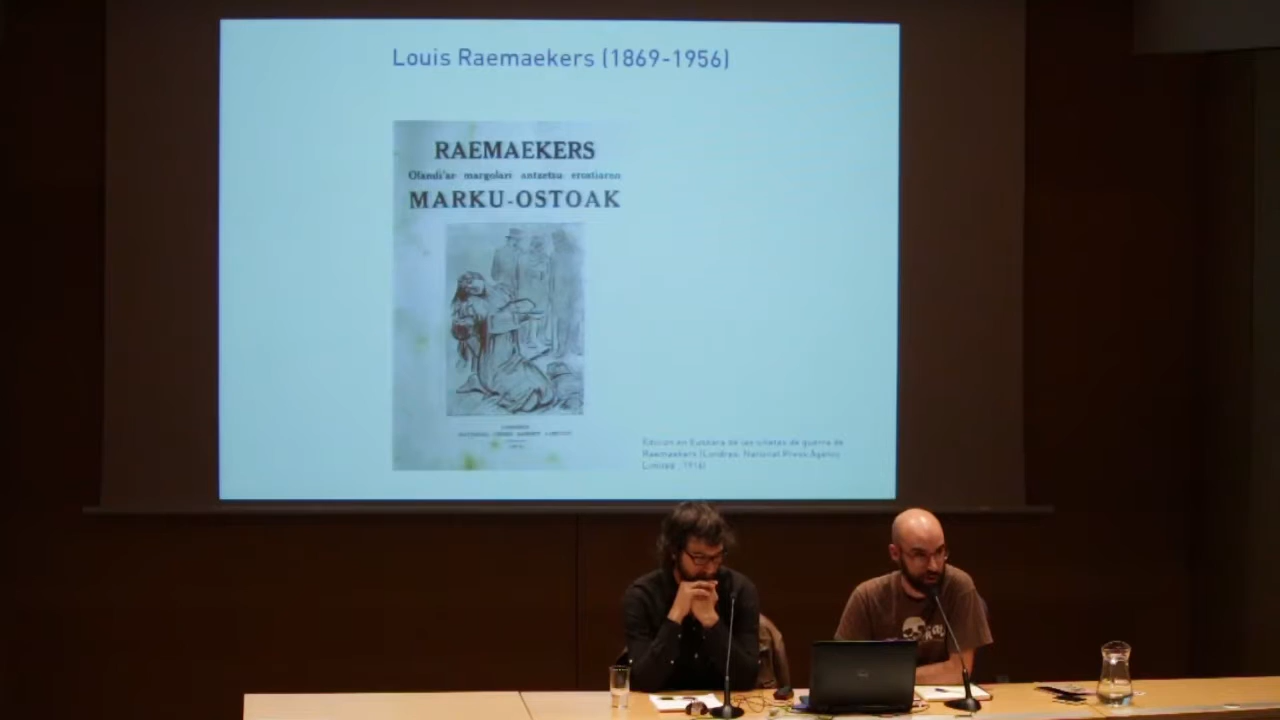 Louis Raemaekers (1869-1956)
RAEMAEKERS
Olandi'ar margolari antzetsu erostiaren
MARKU-OSTOAK
Edición en Euskara de las viñetas de guerra de
Raemaekers (Londres: National Press Agency
Limited, 1916)